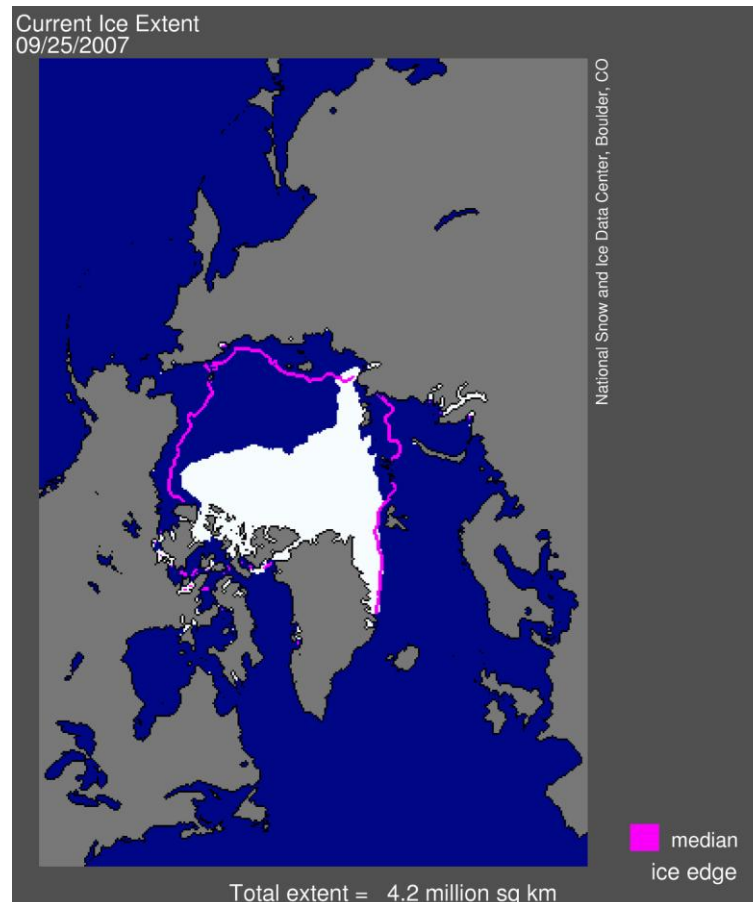 Current Ice Extent
09/25/2007
National Snow and Ice Data Center, Boulder, CO
median
ice edge
Total extent = 4.2 million sq km